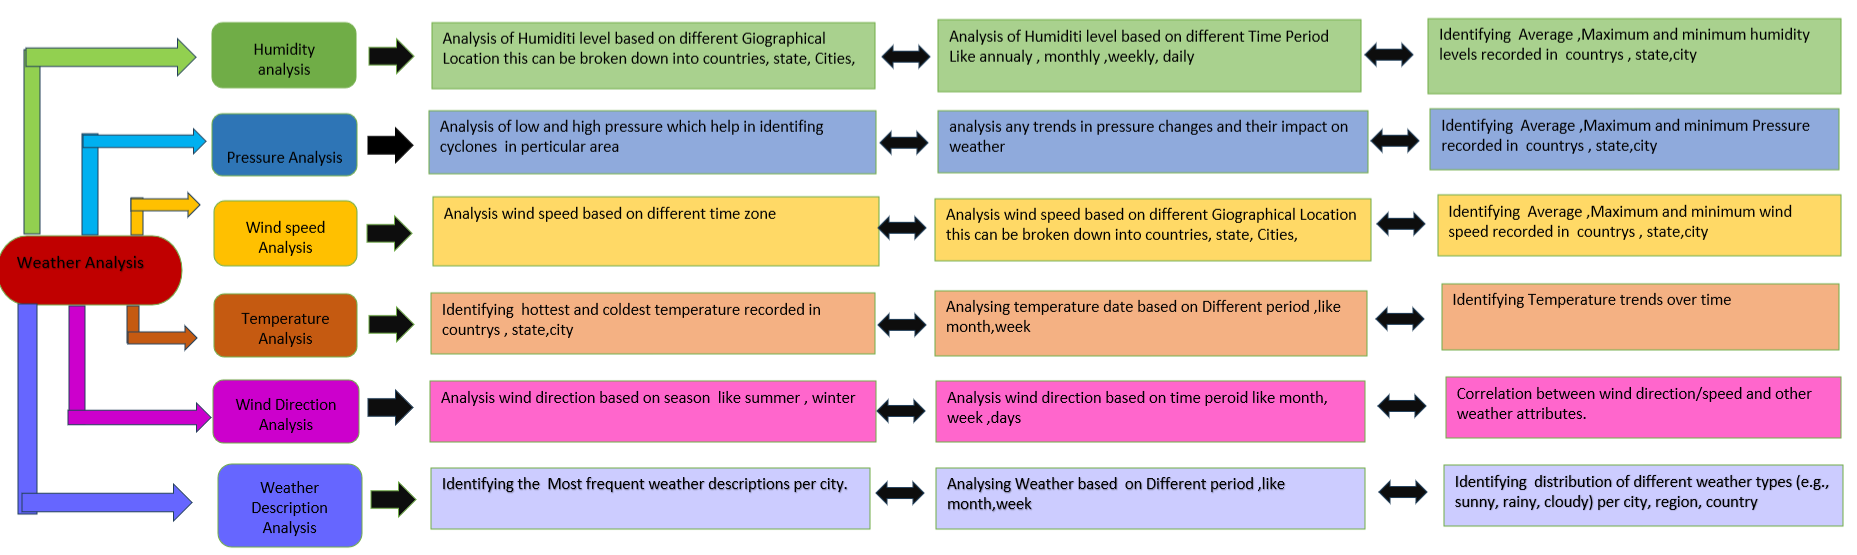 Humidity
analysis
Analysis of Humiditi level based on different Giographical
Location this can be broken down into countries, state, Cities,
Analysis of Humiditi level based on different Time Period
Like annualy , monthly ,weekly, daily
Identifying Average ,Maximum and minimum humidity
levels recorded in countrys , state,city
Pressure Analysis
Analysis of low and high pressure which help in identifing
cyclones in perticular area
analysis any trends in pressure changes and their impact on
weather
Identifying Average ,Maximum and minimum Pressure
recorded in countrys , state,city
Wind speed
Analysis
Analysis wind speed based on different time zone
Analysis wind speed based on different Giographical Location
this can be broken down into countries, state, Cities,
Identifying Average ,Maximum and minimum wind
speed recorded in countrys , state,city
Weather Analysis
Temperature
Analysis
Identifying hottest and coldest temperature recorded in
countrys , state,city
Analysing temperature date based on Different period ,like
month,week
Identifying Temperature trends over time
Wind Direction
Analysis
Analysis wind direction based on season like summer , winter
Analysis wind direction based on time peroid like month,
week ,days
Correlation between wind direction/speed and other
weather attributes.
Weather
Description
Analysis
Identifying the Most frequent weather descriptions per city.
Analysing Weather based on Different period ,like
month,week
Identifying distribution of different weather types (e.g.,
sunny, rainy, cloudy) per city, region, country